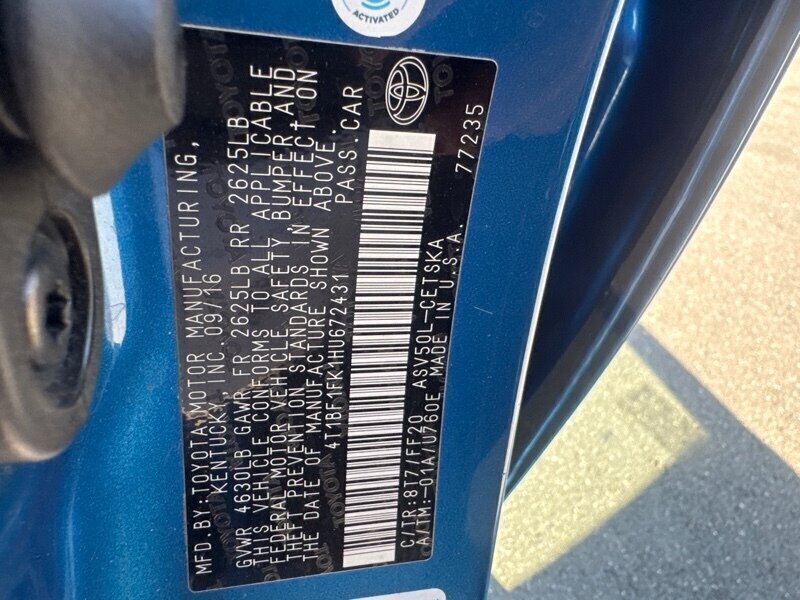 ACTIVATED
MFD. BY: TOYOTA MOTOR MANUFACTURING,
KENTUCKY, INC. 09/16
GVWR 4630LB GAWR FR 2625LB RR 2625LB
THIS VEHICLE CONFORMS TO ALL APPLICABLE
FEDERAL MOTOR VEHICLE SAFETY, BUMPER, AND
THEFT PREVENTION STANDARDS IN EFFECT ON
THE DATE OF MANUFACTURE SHOWN ABOVE.
4T1BF1FK1HU672431 PASS. CAR
C/TR:8T7/FF20 ASV50L-CETSKA
A/TM:-01A/U760E MADE IN U.S.A. 77235